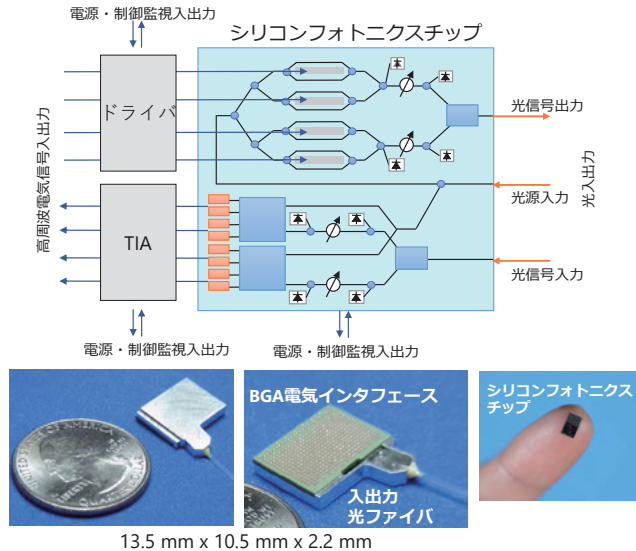 電源・制御監視入出力
シリコンフォトニクスチップ
ドライバ
高周波電気信号入出力
TIA
光信号出力
光入出力
光源入力
光信号入力
電源・制御監視入出力
電源・制御監視入出力
BGA電気インタフェース
入出力
光ファイバ
シリコンフォトニクス
チップ
13.5 mm x 10.5 mm x 2.2 mm